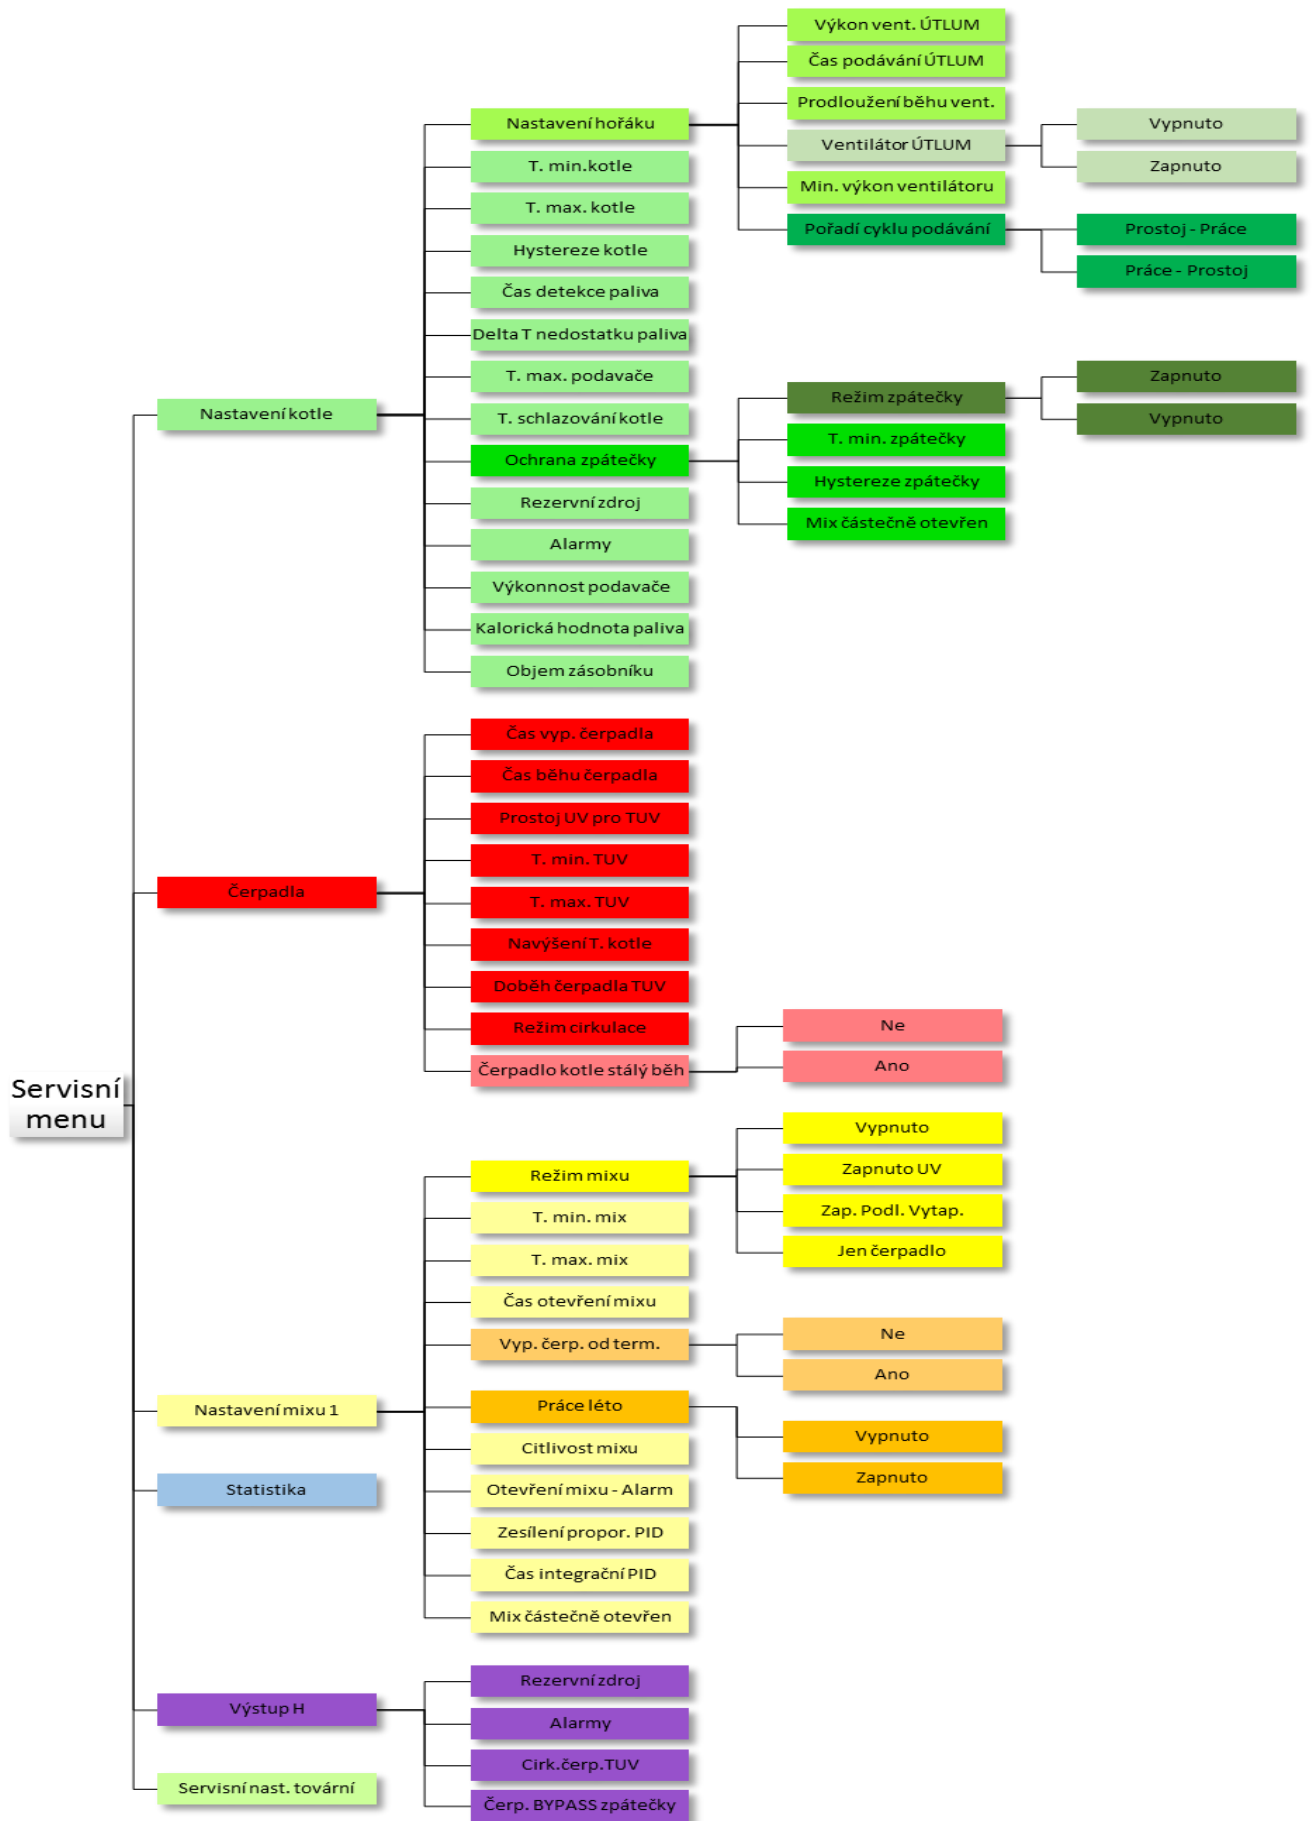 Servisní
menu
Nastavení kotle
Nastavení hořáku
Výkon vent. ÚTLUM
Čas podávání ÚTLUM
Prodloužení běhu vent.
Ventilátor ÚTLUM
Vypnuto
Zapnuto
Min. výkon ventilátoru
Pořadí cyklu podávání
Prostoj - Práce
Práce - Prostoj
T. min.kotle
T. max. kotle
Hystereze kotle
Čas detekce paliva
Delta T nedostatku paliva
T. max. podavače
T. schlazování kotle
Ochrana zpátečky
Režim zpátečky
Zapnuto
Vypnuto
T. min. zpátečky
Hystereze zpátečky
Mix částečně otevřen
Rezervní zdroj
Alarmy
Výkonnost podavače
Kalorická hodnota paliva
Objem zásobníku
Čerpadla
Čas vyp. čerpadla
Čas běhu čerpadla
Prostoj UV pro TUV
T. min. TUV
T. max. TUV
Navýšení T. kotle
Doběh čerpadla TUV
Režim cirkulace
Čerpadlo kotle stálý běh
Ne
Ano
Nastavení mixu 1
Režim mixu
Vypnuto
Zapnuto UV
Zap. Podl. Vytap.
Jen čerpadlo
T. min. mix
T. max. mix
Čas otevření mixu
Vyp. čerp. od term.
Ne
Ano
Práce léto
Vypnuto
Zapnuto
Citlivost mixu
Otevření mixu - Alarm
Zesílení propor. PID
Čas integrační PID
Mix částečně otevřen
Statistika
Výstup H
Rezervní zdroj
Alarmy
Cirk.čerp.TUV
Čerp. BYPASS zpátečky
Servisní nast. tovární